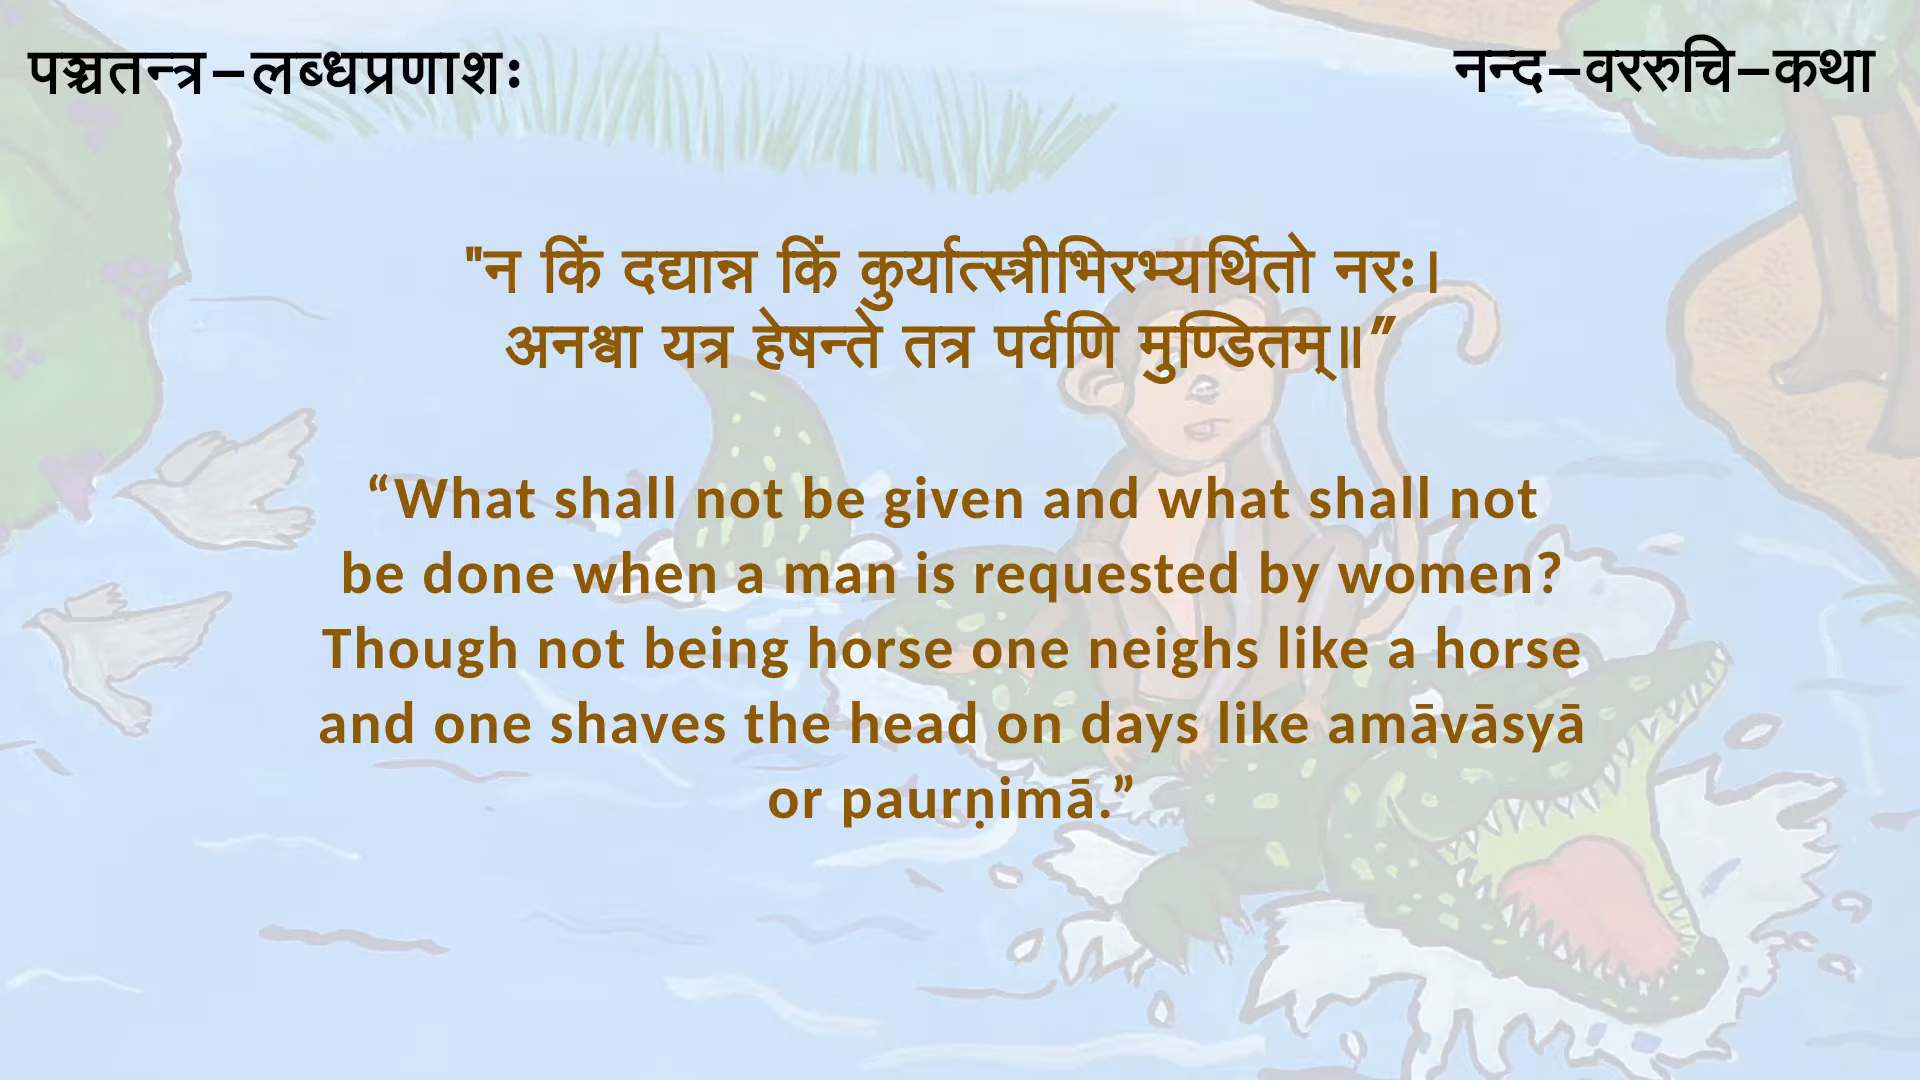 पञ्चतन्त्र–लब्धप्रणाशः
नन्द–वररुचि–कथा
"न किं दद्यान्न किं कुर्यात्स्त्रीभिरभ्यर्थितो नरः।
अनश्वा यत्र हेषन्ते तत्र पर्वणि मुण्डितम्॥”
“What shall not be given and what shall not
be done when a man is requested by women?
Though not being horse one neighs like a horse
and one shaves the head on days like amāvāsyā
or paurṇimā.”